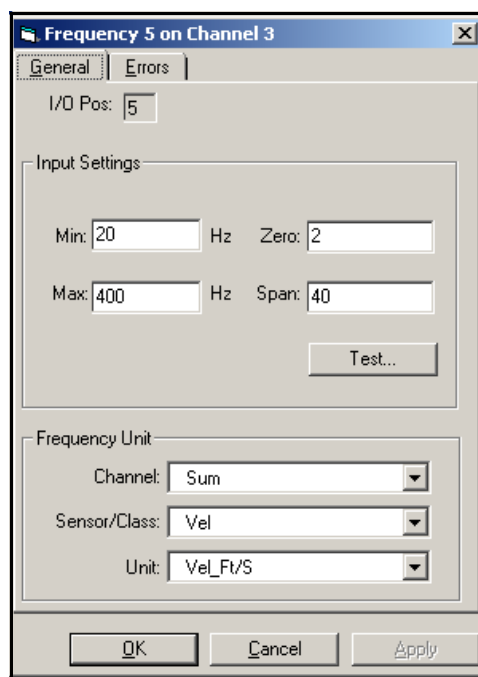 Frequency 5 on Channel 3
General Errors
I/O Pos: 5
Input Settings
Min: 20 Hz Zero: 2
Max: 400 Hz Span: 40
Test...
Frequency Unit
Channel: Sum
Sensor/Class: Vel
Unit: Vel_Ft/S
OK Cancel Apply